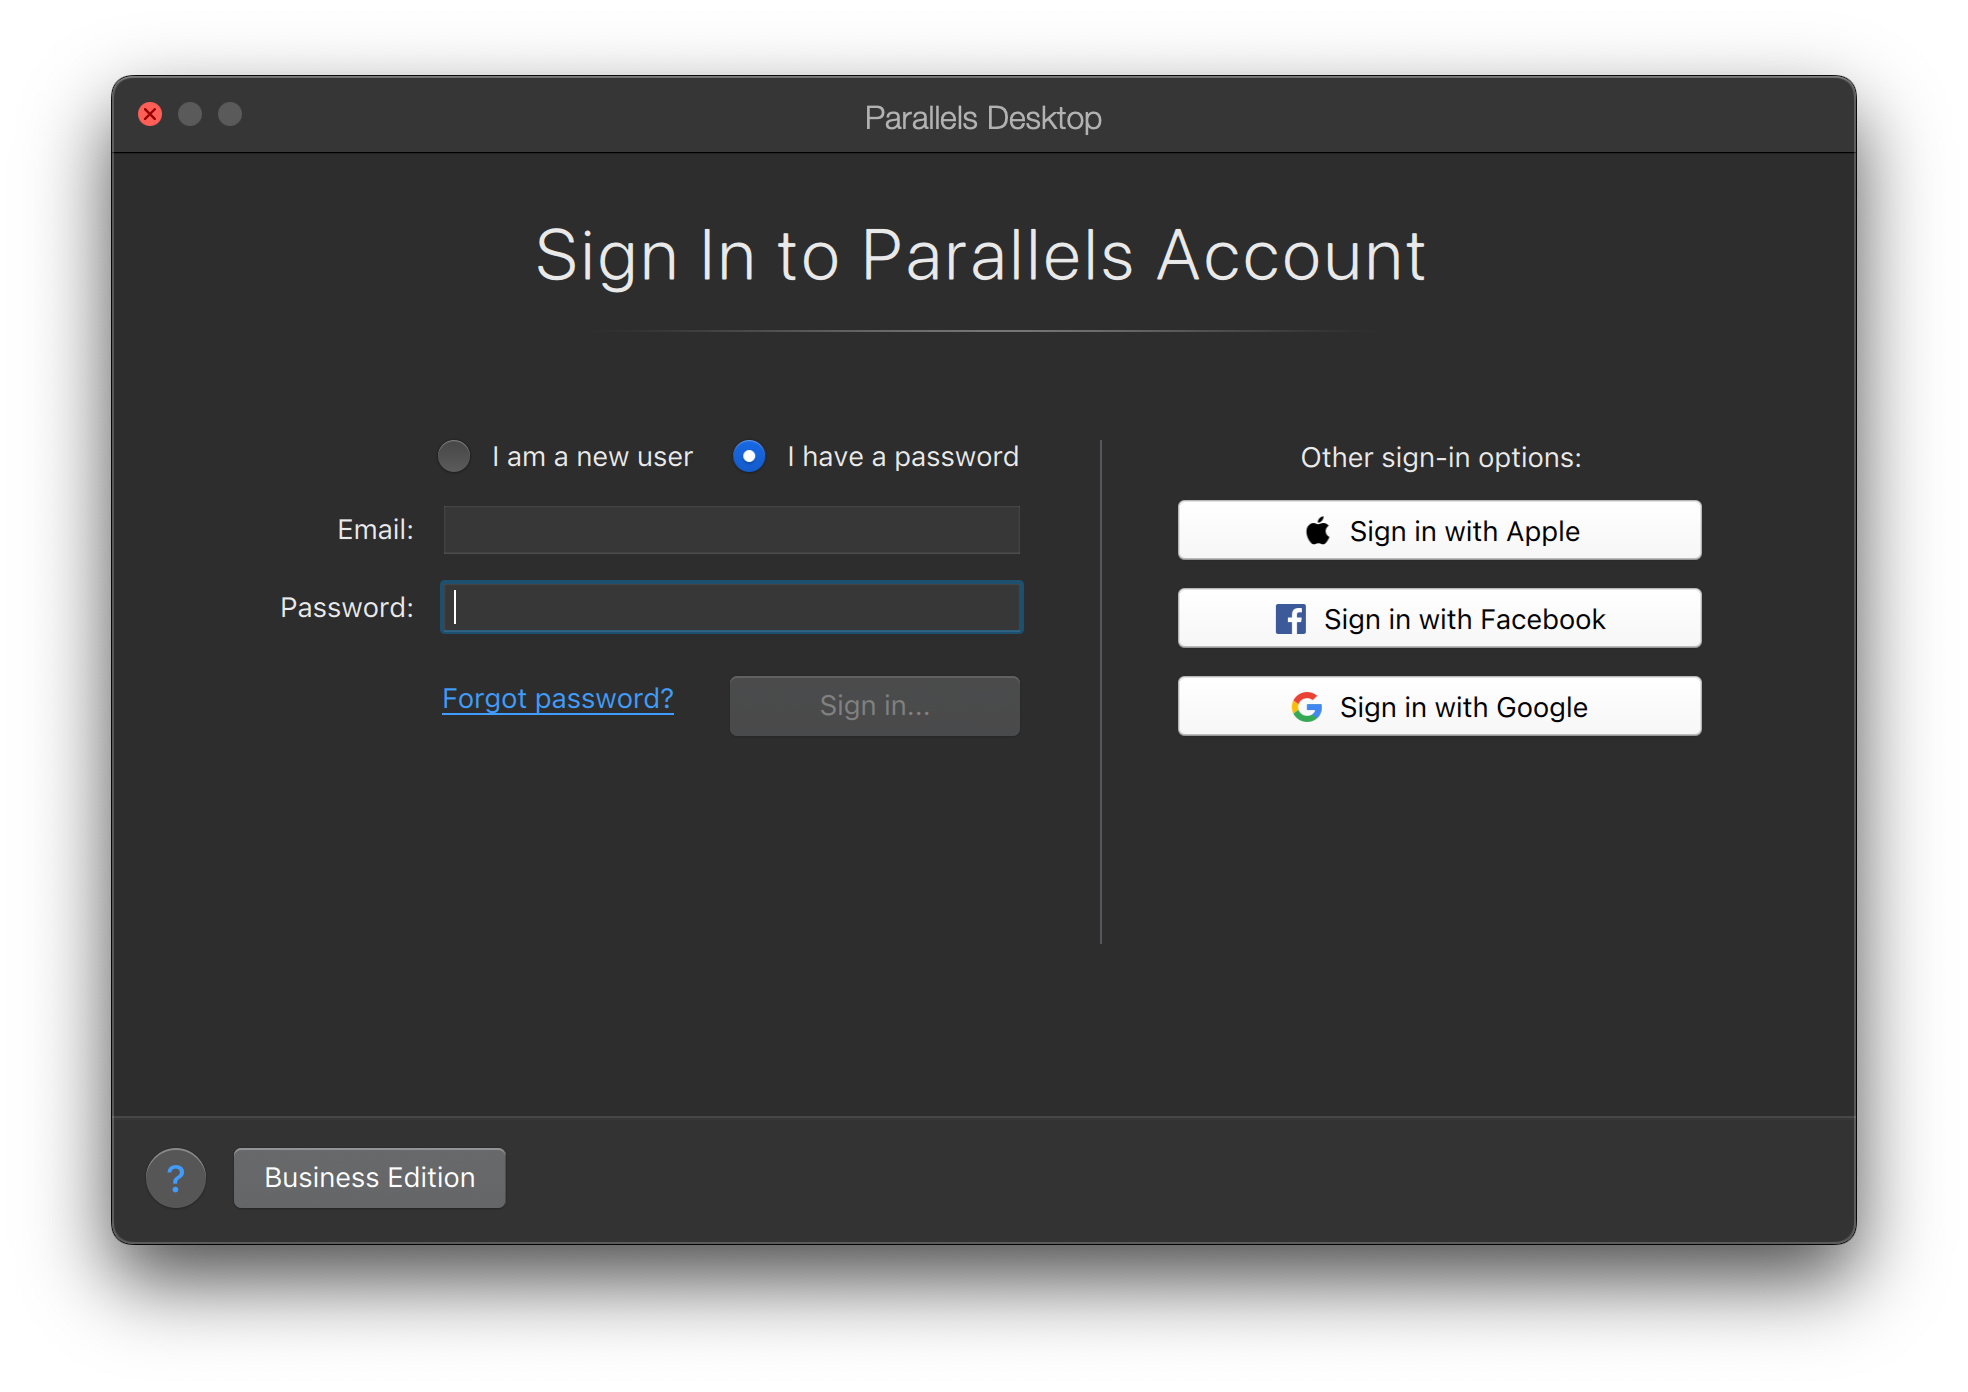 Parallels Desktop
Sign In to Parallels Account
I am a new user
I have a password
Email:
Password:
Forgot password?
Sign in...
Other sign-in options:
Sign in with Apple
Sign in with Facebook
Sign in with Google
?
Business Edition